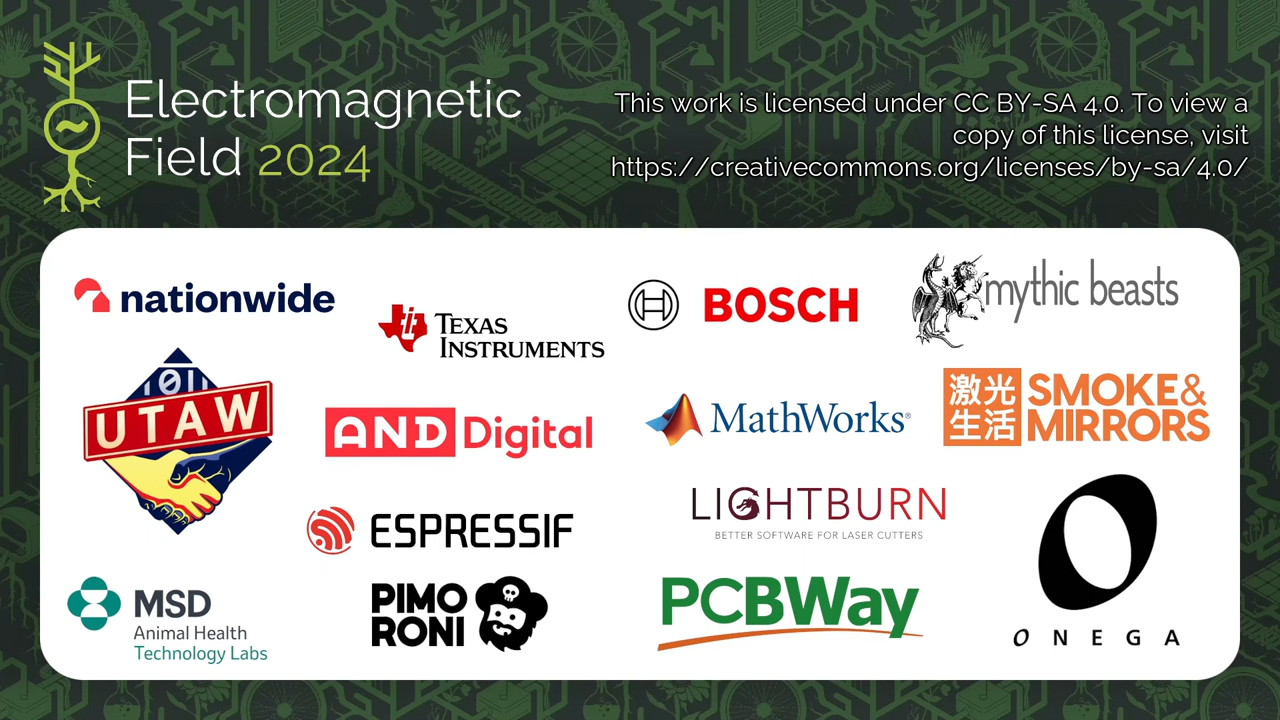 Electromagnetic
Field 2024
This work is licensed under CC BY-SA 4.0. To view a
copy of this license, visit
https://creativecommons.org/licenses/by-sa/4.0/
nationwide
TEXAS
INSTRUMENTS
BOSCH
mythic beasts
101
UTAW
AND Digital
MathWorks®
激光
生活
SMOKE&
MIRRORS
ESPRESSIF
LIGHTBURN
BETTER SOFTWARE FOR LASER CUTTERS
MSD
Animal Health
Technology Labs
PIMO
RONI
PCBWay
ONEGA